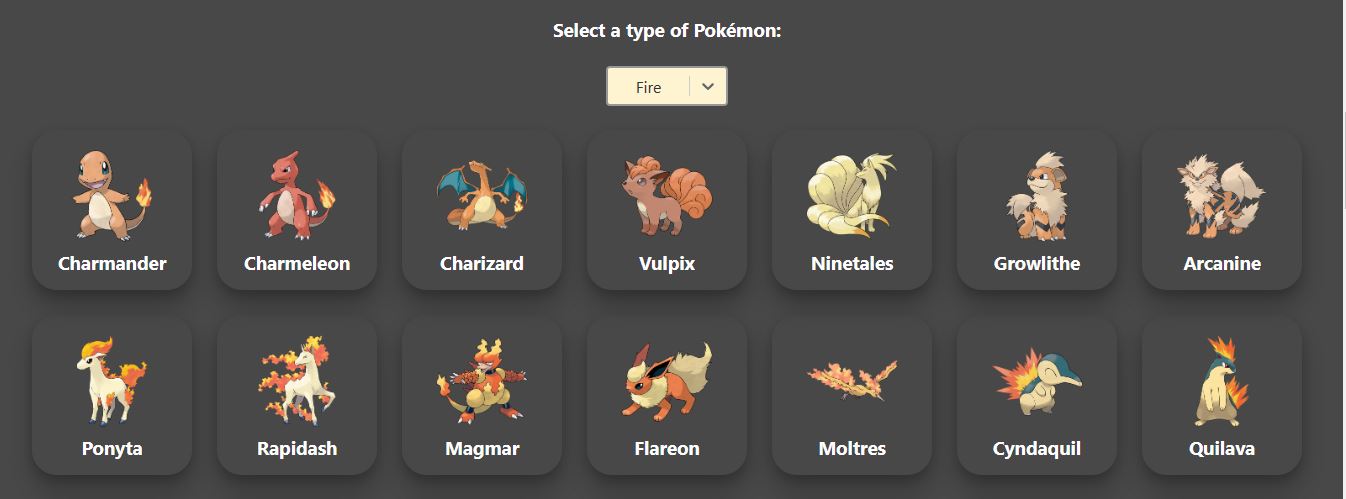 Select a type of Pokémon:
Fire
Charmander
Charmeleon
Charizard
Vulpix
Ninetales
Growlithe
Arcanine
Ponyta
Rapidash
Magmar
Flareon
Moltres
Cyndaquil
Quilava